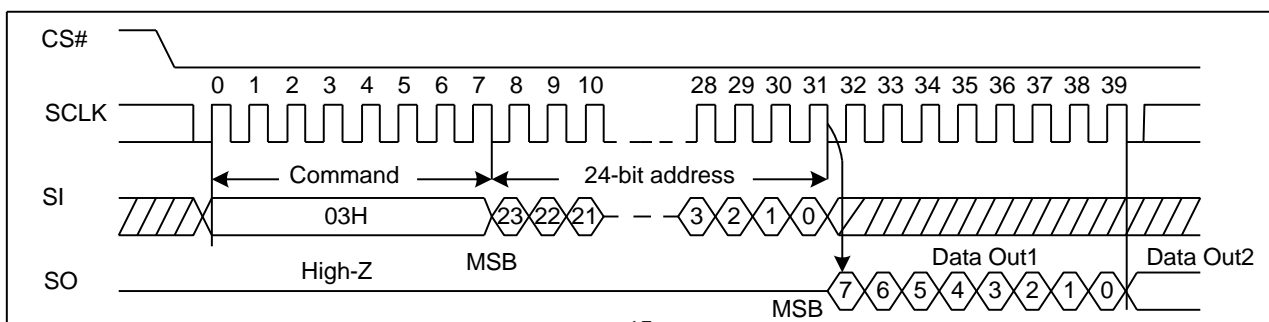 CS#
0 1 2 3 4 5 6 7 8 9 10 28 29 30 31 32 33 34 35 36 37 38 39
SCLK
Command 24-bit address
SI
03H 23 22 21 3 2 1 0
High-Z MSB Data Out1 Data Out2
SO
MSB 7 6 5 4 3 2 1 0